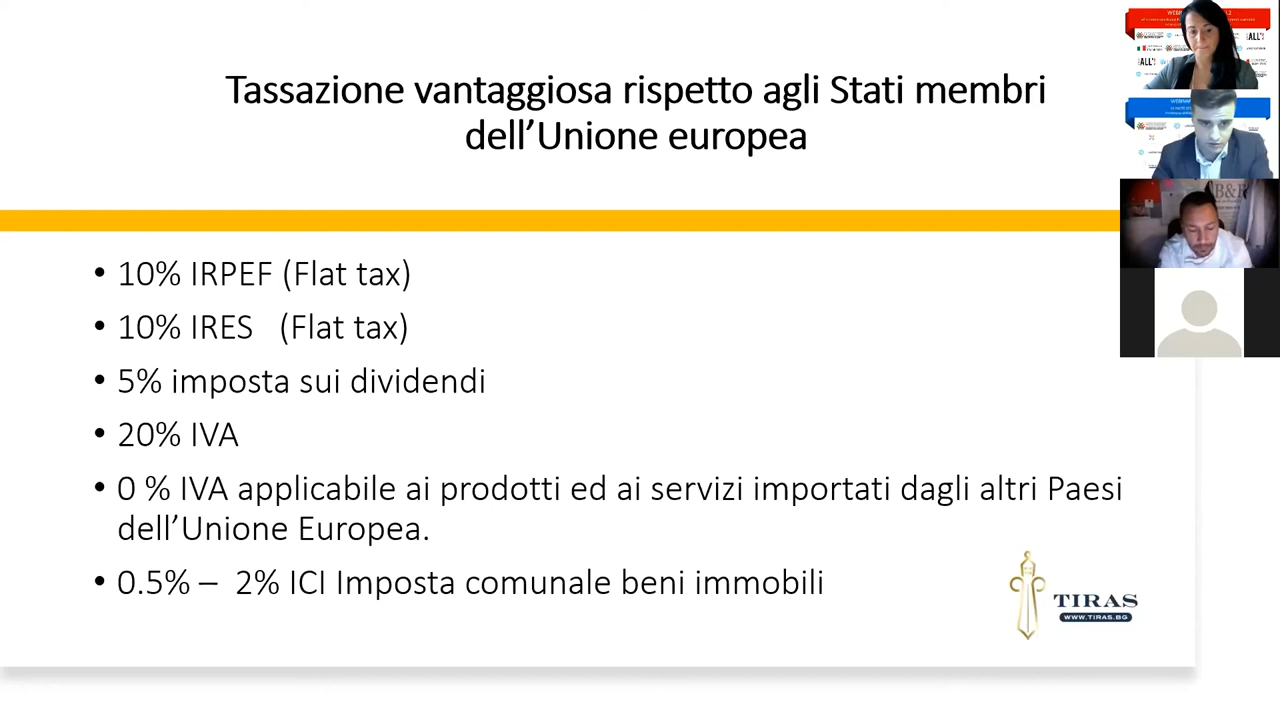 Tassazione vantaggiosa rispetto agli Stati membri
dell’Unione europea
• 10% IRPEF (Flat tax)
• 10% IRES (Flat tax)
• 5% imposta sui dividendi
• 20% IVA
• 0 % IVA applicabile ai prodotti ed ai servizi importati dagli altri Paesi
dell’Unione Europea.
• 0.5% – 2% ICI Imposta comunale beni immobili
TIRAS
WWW.TIRAS.BG
B&R